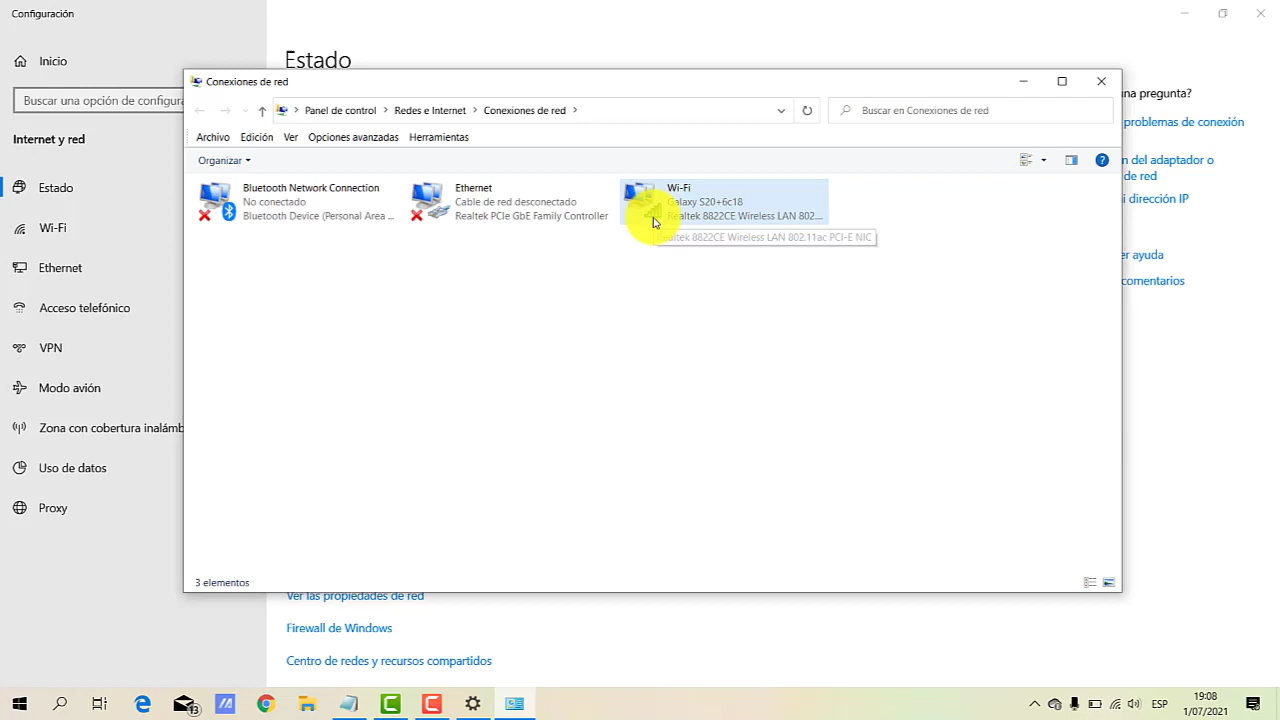 Configuración
Inicio
Buscar una opción de configura
Internet y red
Estado
Wi-Fi
Ethernet
Acceso telefónico
VPN
Modo avión
Zona con cobertura inalámb
Uso de datos
Proxy
Estado
Conexiones de red
Panel de control
Redes e Internet
Conexiones de red
Buscar en Conexiones de red
Archivo
Edición
Ver
Opciones avanzadas
Herramientas
Organizar
Bluetooth Network Connection
No conectado
Bluetooth Device (Personal Area ...
Ethernet
Cable de red desconectado
Realtek PCIe GbE Family Controller
Wi-Fi
Galaxy S20+6c18
Realtek 8822CE Wireless LAN 802....
Realtek 8822CE Wireless LAN 802.11ac PCI-E NIC
3 elementos
una pregunta?
problemas de conexión
n del adaptador o
de red
i dirección IP
er ayuda
comentarios
Ver las propiedades de red
Firewall de Windows
Centro de redes y recursos compartidos
13
ESP
19:08
1/07/2021